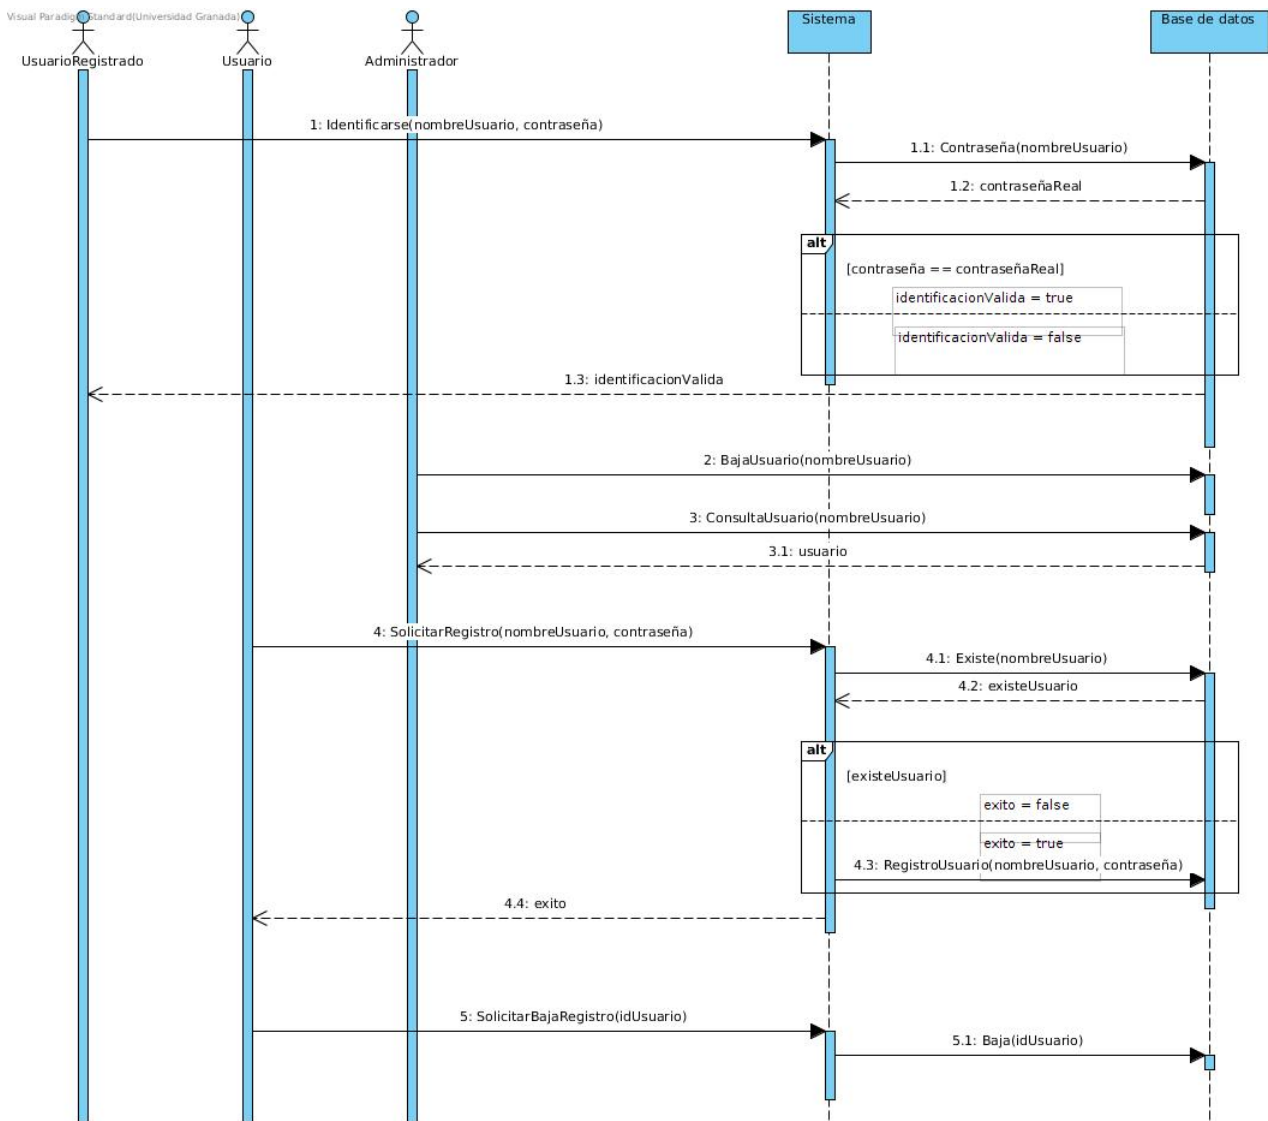 Visual Paradigm Standard(Universidad Granada)
UsuarioRegistrado
Usuario
Administrador
Sistema
Base de datos
1: Identificarse(nombreUsuario, contraseña)
1.1: Contraseña(nombreUsuario)
1.2: contraseñaReal
alt
[contraseña == contraseñaReal]
identificacionValida = true
identificacionValida = false
1.3: identificacionValida
2: BajaUsuario(nombreUsuario)
3: ConsultaUsuario(nombreUsuario)
3.1: usuario
4: SolicitarRegistro(nombreUsuario, contraseña)
4.1: Existe(nombreUsuario)
4.2: existeUsuario
alt
[existeUsuario]
exito = false
exito = true
4.3: RegistroUsuario(nombreUsuario, contraseña)
4.4: exito
5: SolicitarBajaRegistro(idUsuario)
5.1: Baja(idUsuario)